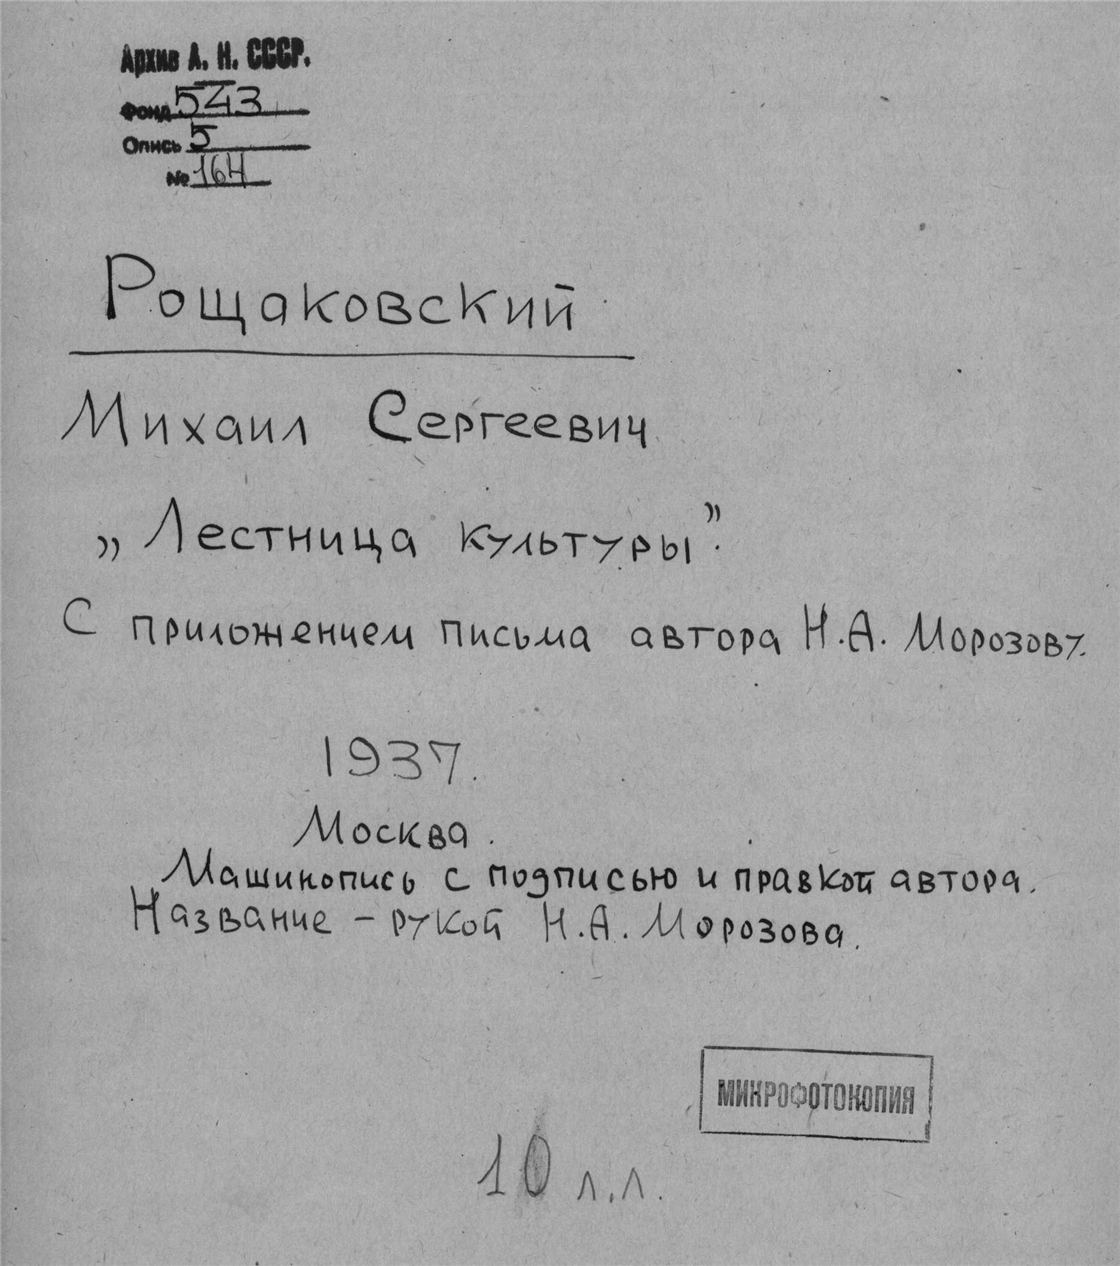 Архив А. Н. СССР.
Фонд 543
Опись 5
№ 164
Рощаковский
Михаил Сергеевич
„Лестница культуры”.
С приложением письма автора Н.А. Морозову.
1937.
Москва.
Машинопись с подписью и правкой автора.
Название – рукой Н.А. Морозова.
МИКРОФОТОКОПИЯ
10 л.л.